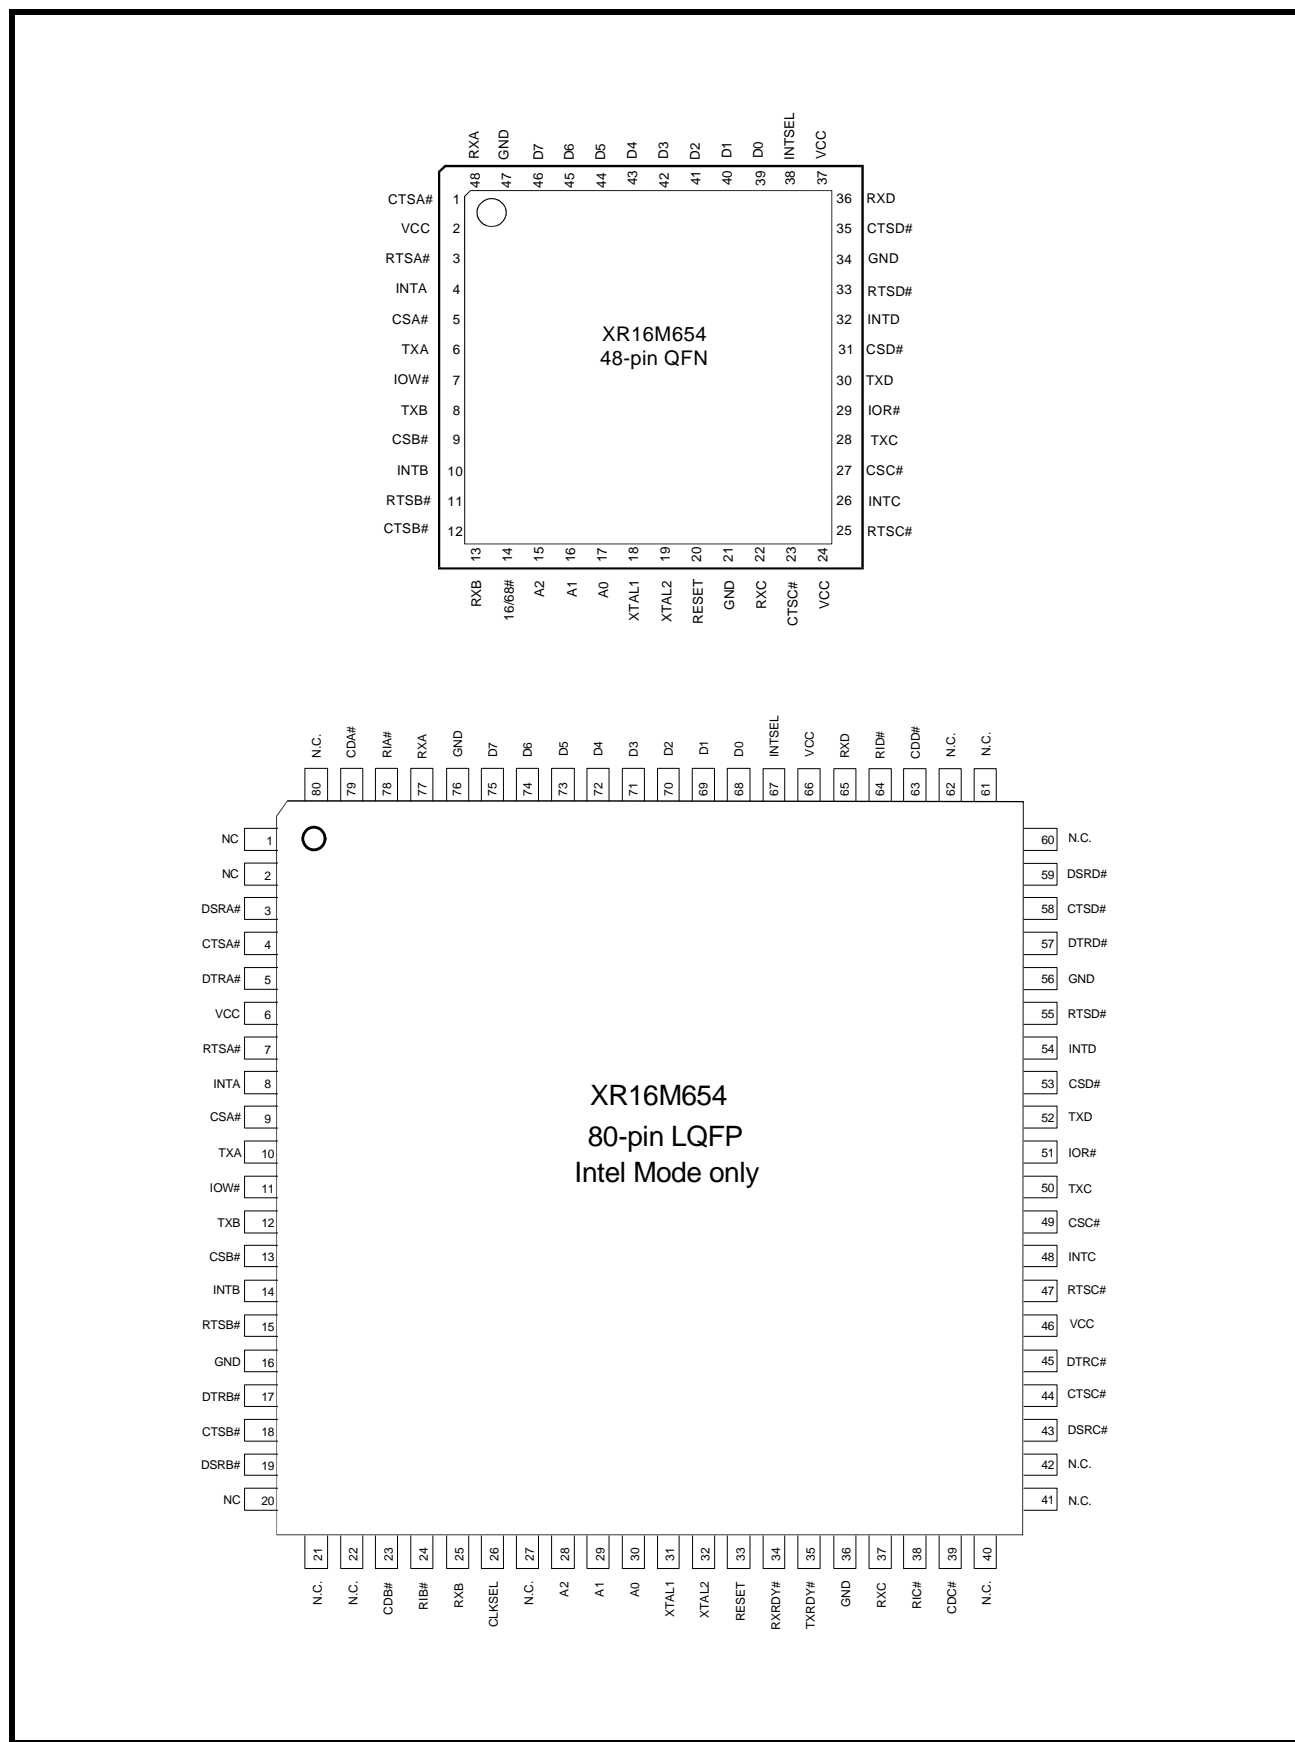 RXA GND D7 D6 D5 D4 D3 D2 D1 D0 INTSEL VCC
48 47 46 45 44 43 42 41 40 39 38 37
CTSA# 1 36 RXD
VCC 2 35 CTSD#
RTSA# 3 34 GND
INTA 4 33 RTSD#
CSA# 5 32 INTD
XR16M654
48-pin QFN
TXA 6 31 CSD#
IOW# 7 30 TXD
TXB 8 29 IOR#
CSB# 9 28 TXC
INTB 10 27 CSC#
RTSB# 11 26 INTC
CTSB# 12 25 RTSC#
13 14 15 16 17 18 19 20 21 22 23 24
RXB 16/68# A2 A1 A0 XTAL1 XTAL2 RESET GND RXC CTSC# VCC
N.C. CDA# RIA# RXA GND D7 D6 D5 D4 D3 D2 D1 D0 INTSEL VCC RXD RID# CDD# N.C. N.C.
80 79 78 77 76 75 74 73 72 71 70 69 68 67 66 65 64 63 62 61
NC 1 60 N.C.
NC 2 59 DSRD#
DSRA# 3 58 CTSD#
CTSA# 4 57 DTRD#
DTRA# 5 56 GND
VCC 6 55 RTSD#
RTSA# 7 54 INTD
INTA 8 53 CSD#
XR16M654
CSA# 9 52 TXD
80-pin LQFP
TXA 10 51 IOR#
Intel Mode only
IOW# 11 50 TXC
TXB 12 49 CSC#
CSB# 13 48 INTC
INTB 14 47 RTSC#
RTSB# 15 46 VCC
GND 16 45 DTRC#
DTRB# 17 44 CTSC#
CTSB# 18 43 DSRC#
DSRB# 19 42 N.C.
NC 20 41 N.C.
21 22 23 24 25 26 27 28 29 30 31 32 33 34 35 36 37 38 39 40
N.C. N.C. CDB# RIB# RXB CLKSEL N.C. A2 A1 A0 XTAL1 XTAL2 RESET RXRDY# TXRDY# GND RXC RIC# CDC# N.C.